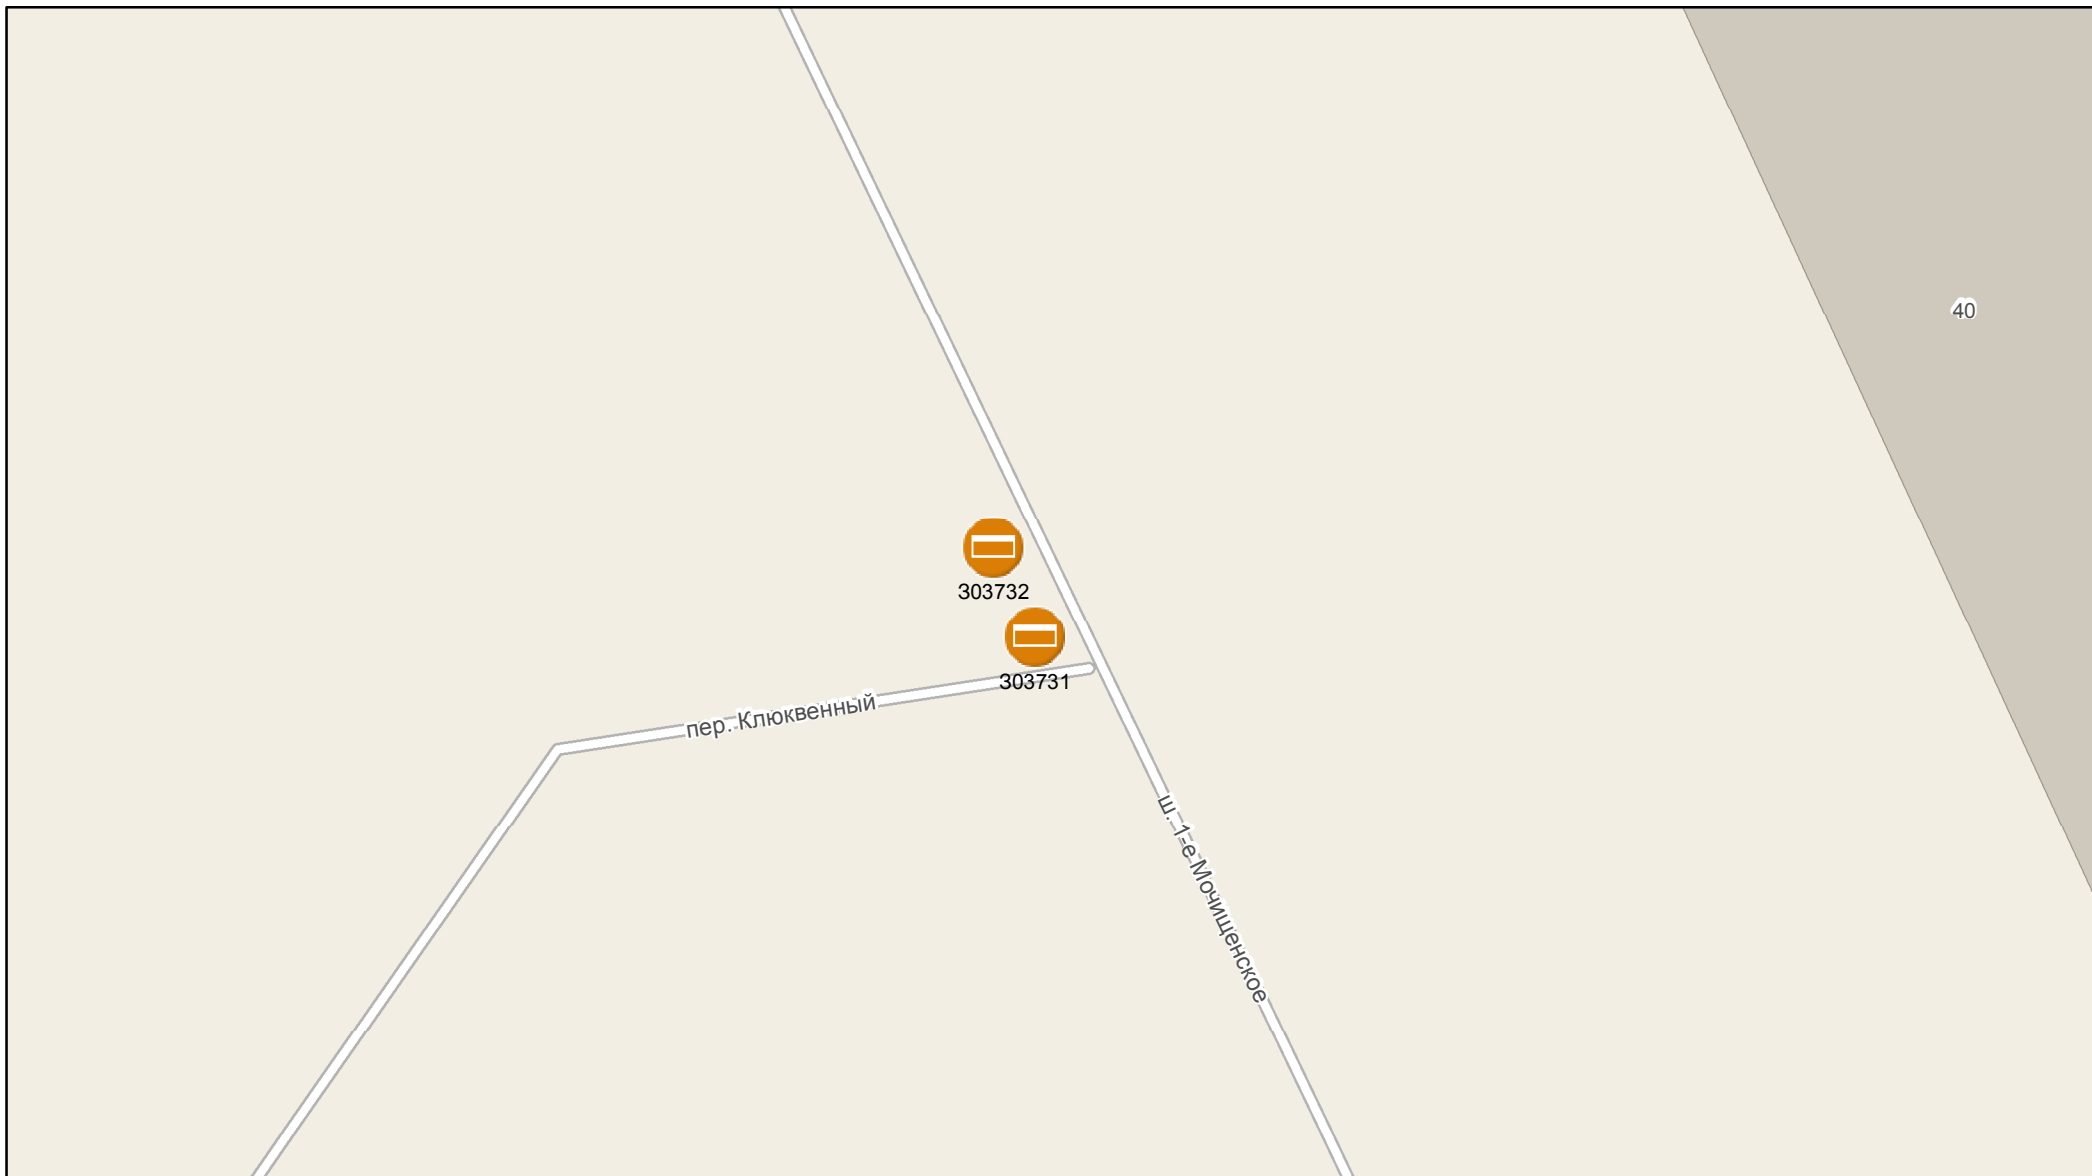 40
303732
303731
пер. Клюквенный
ш. 1-е Мочищенское